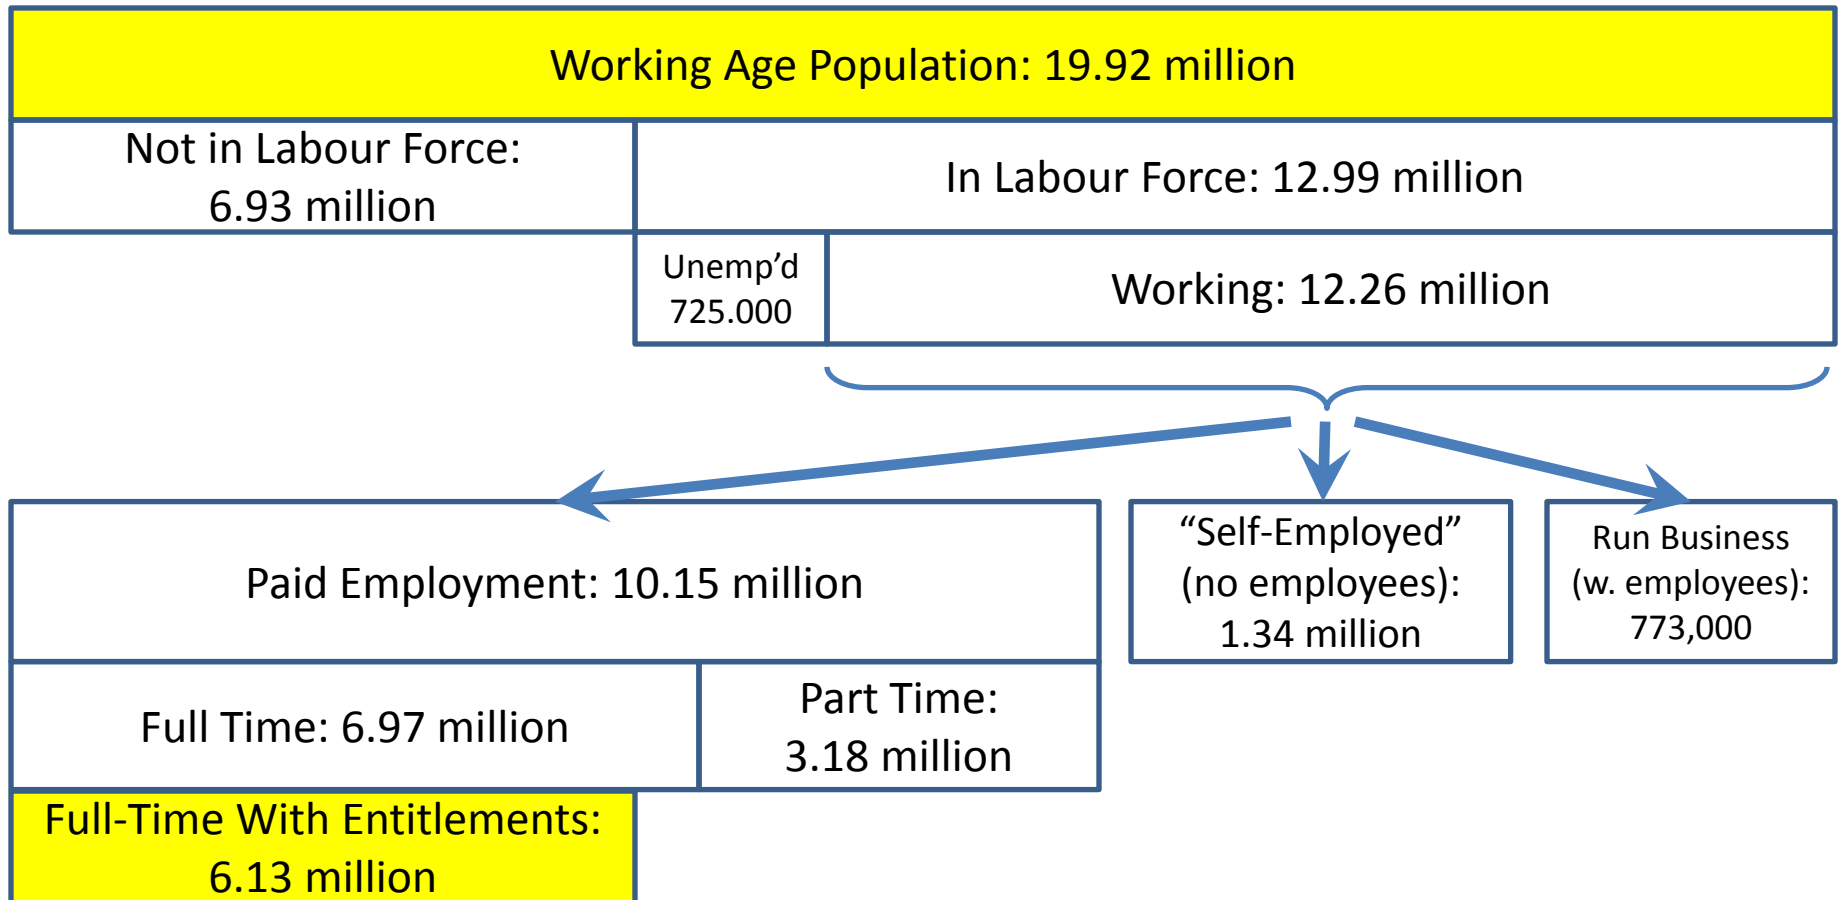 Working Age Population: 19.92 million
Not in Labour Force:
6.93 million
In Labour Force: 12.99 million
Unemp’d
725.000
Working: 12.26 million
Paid Employment: 10.15 million
“Self-Employed”
(no employees):
1.34 million
Run Business
(w. employees):
773,000
Full Time: 6.97 million
Part Time:
3.18 million
Full-Time With Entitlements:
6.13 million